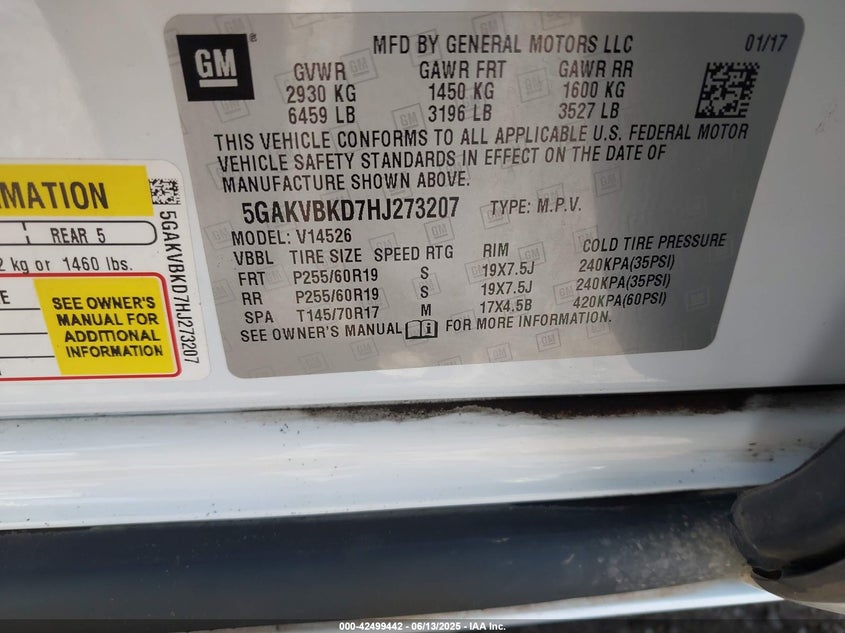 GM
®
MFD BY GENERAL MOTORS LLC 01/17
GVWR GAWR FRT GAWR RR
2930 KG 1450 KG 1600 KG
6459 LB 3196 LB 3527 LB
THIS VEHICLE CONFORMS TO ALL APPLICABLE U.S. FEDERAL MOTOR
VEHICLE SAFETY STANDARDS IN EFFECT ON THE DATE OF
MANUFACTURE SHOWN ABOVE.
5GAKVBKD7HJ273207 TYPE: M.P.V.
MODEL: V14526
VBBL TIRE SIZE SPEED RTG RIM COLD TIRE PRESSURE
FRT P255/60R19 S 19X7.5J 240KPA(35PSI)
RR P255/60R19 S 19X7.5J 240KPA(35PSI)
SPA T145/70R17 M 17X4.5B 420KPA(60PSI)
SEE OWNER'S MANUAL FOR MORE INFORMATION.
MATION
REAR 5
2 kg or 1460 lbs.
SEE OWNER'S
MANUAL FOR
ADDITIONAL
INFORMATION
5GAKVBKD7HJ273207
000-42499442 - 06/13/2025 - IAA Inc.